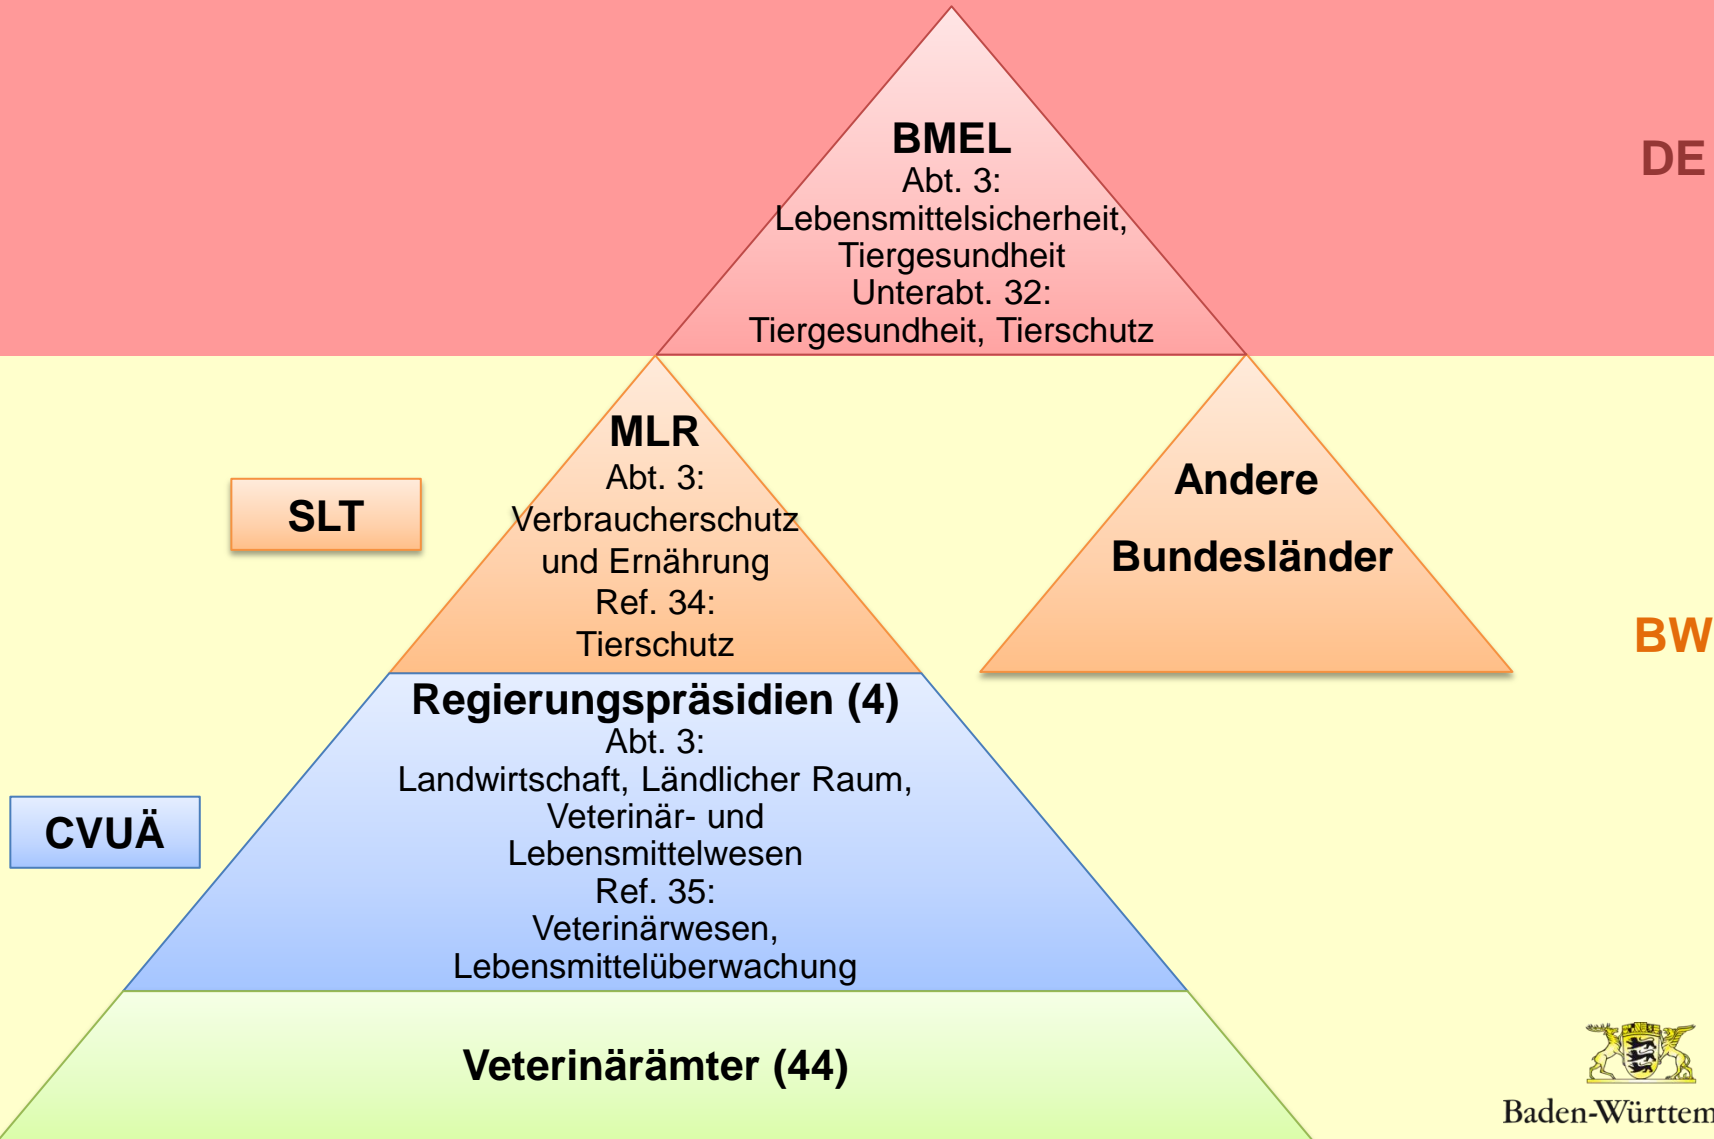 BMEL
Abt. 3:
Lebensmittelsicherheit,
Tiergesundheit
Unterabt. 32:
Tiergesundheit, Tierschutz
DE
MLR
Abt. 3:
Verbraucherschutz
und Ernährung
Ref. 34:
Tierschutz
SLT
Andere
Bundesländer
BW
Regierungspräsidien (4)
Abt. 3:
Landwirtschaft, Ländlicher Raum,
Veterinär- und
Lebensmittelwesen
Ref. 35:
Veterinärwesen,
Lebensmittelüberwachung
CVUÄ
Veterinärämter (44)
Baden-Württem